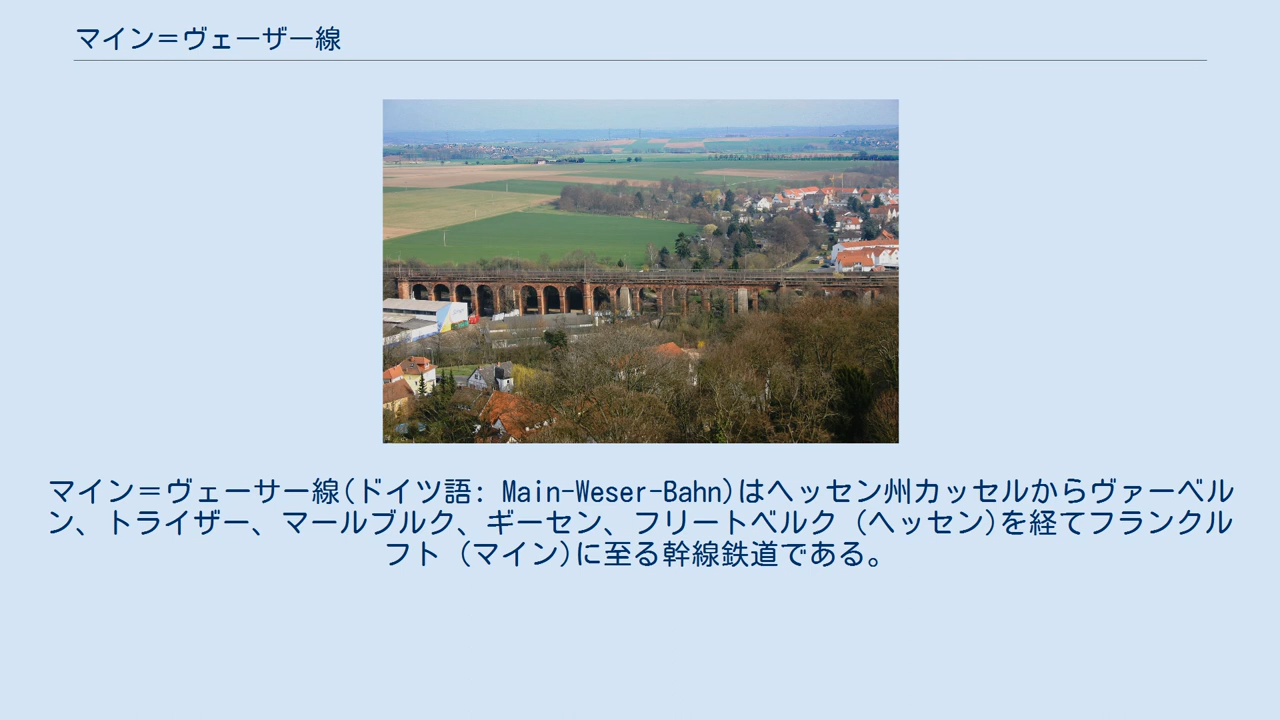 マイン＝ヴェーザー線
マイン＝ヴェーサー線(ドイツ語: Main-Weser-Bahn)はヘッセン州カッセルからヴァーベル
ン、トライザー、マールブルク、ギーセン、フリートベルク (ヘッセン)を経てフランクル
フト (マイン)に至る幹線鉄道である。